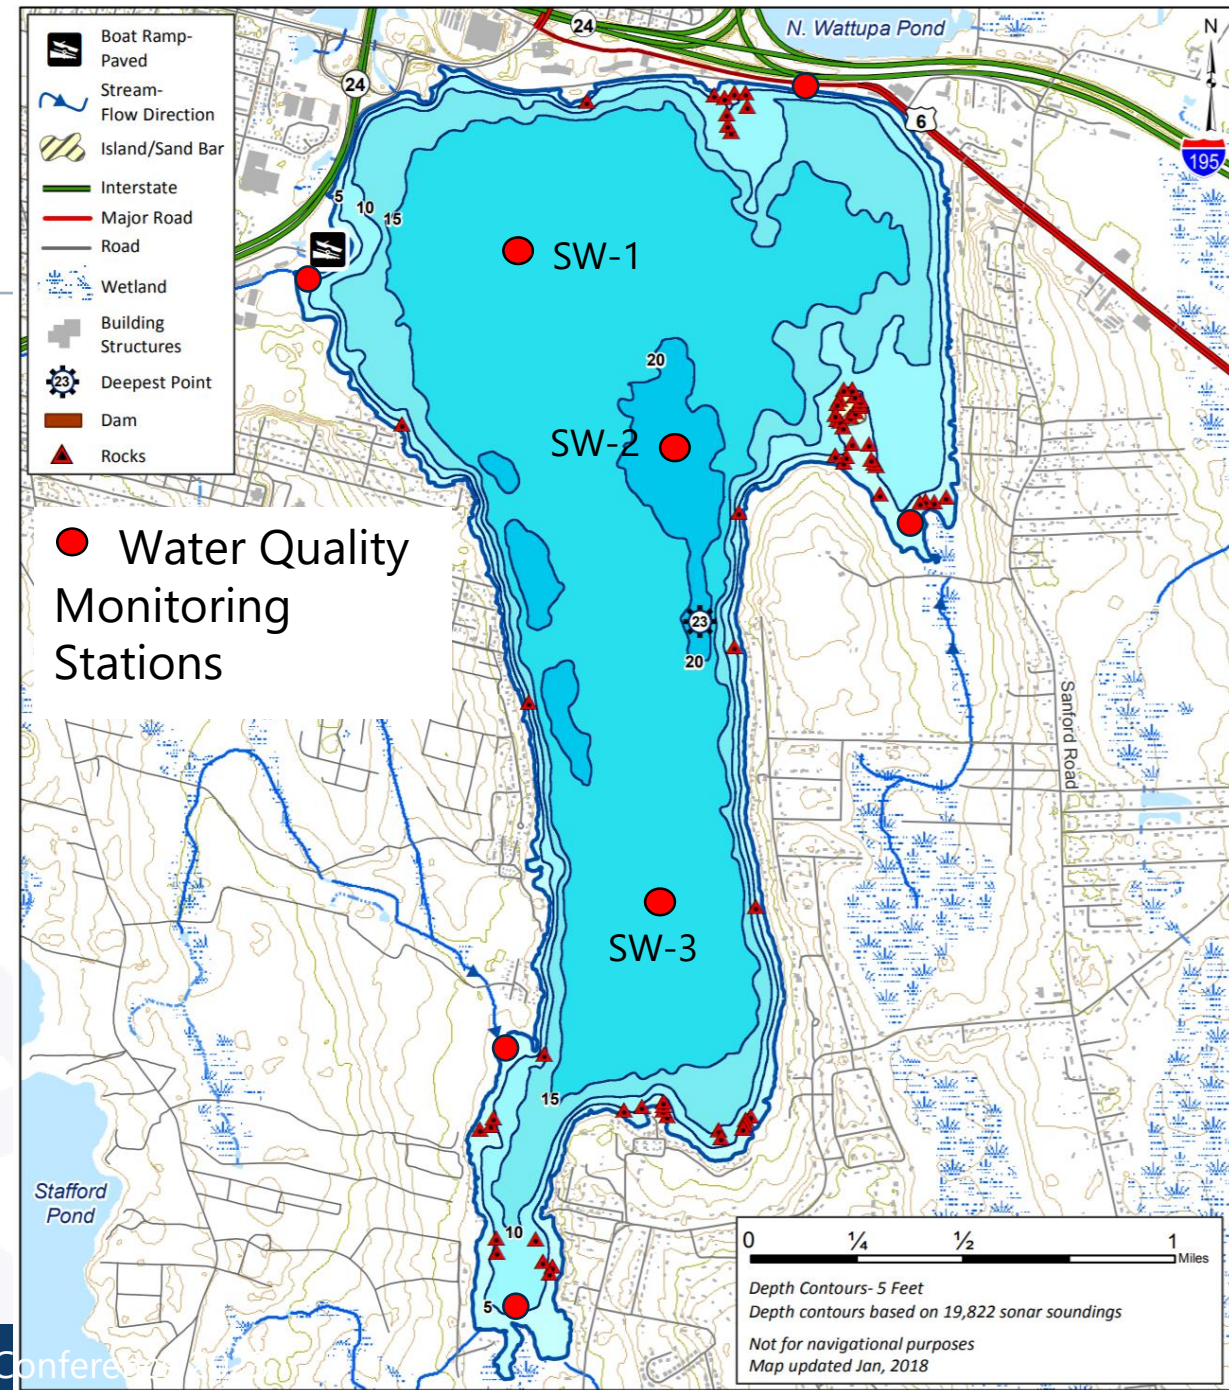 Boat Ramp-
Paved
Stream-
Flow Direction
Island/Sand Bar
Interstate
Major Road
Road
Wetland
Building
Structures
23
Deepest Point
Dam
Rocks
Water Quality
Monitoring
Stations
24
N. Wattupa Pond
N
24
6
195
5
10
15
SW-1
20
SW-2
23
20
Sanford Road
SW-3
15
Stafford
Pond
10
5
0
¼
½
1
Miles
Depth Contours- 5 Feet
Depth contours based on 19,822 sonar soundings
Not for navigational purposes
Map updated Jan, 2018